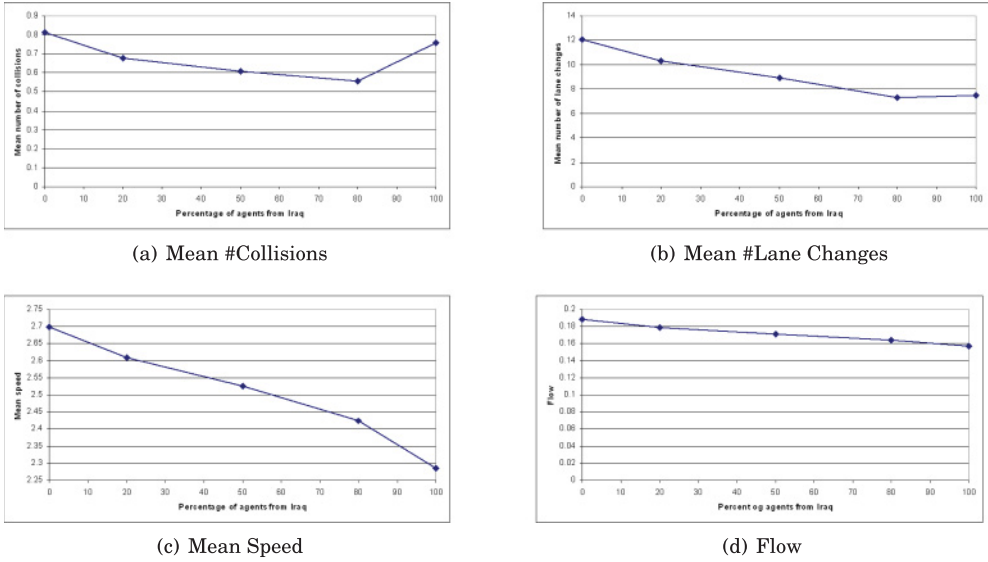 0.9
0.8
0.7
0.6
0.5
0.4
0.3
0.2
0.1
0
Mean number of collisions
0 10 20 30 40 50 60 70 80 90 100
Percentage of agents from Iraq
(a) Mean #Collisions
14
12
10
8
6
4
2
0
Mean number of lane changes
0 10 20 30 40 50 60 70 80 90 100
Percentage of agents from Iraq
(b) Mean #Lane Changes
2.75
2.7
2.65
2.6
2.55
2.5
2.45
2.4
2.35
2.3
2.25
Mean speed
0 10 20 30 40 50 60 70 80 90 100
Percentage of agents from Iraq
(c) Mean Speed
0.2
0.18
0.16
0.14
0.12
0.1
0.08
0.06
0.04
0.02
0
Flow
0 10 20 30 40 50 60 70 80 90 100
Percent og agents from Iraq
(d) Flow